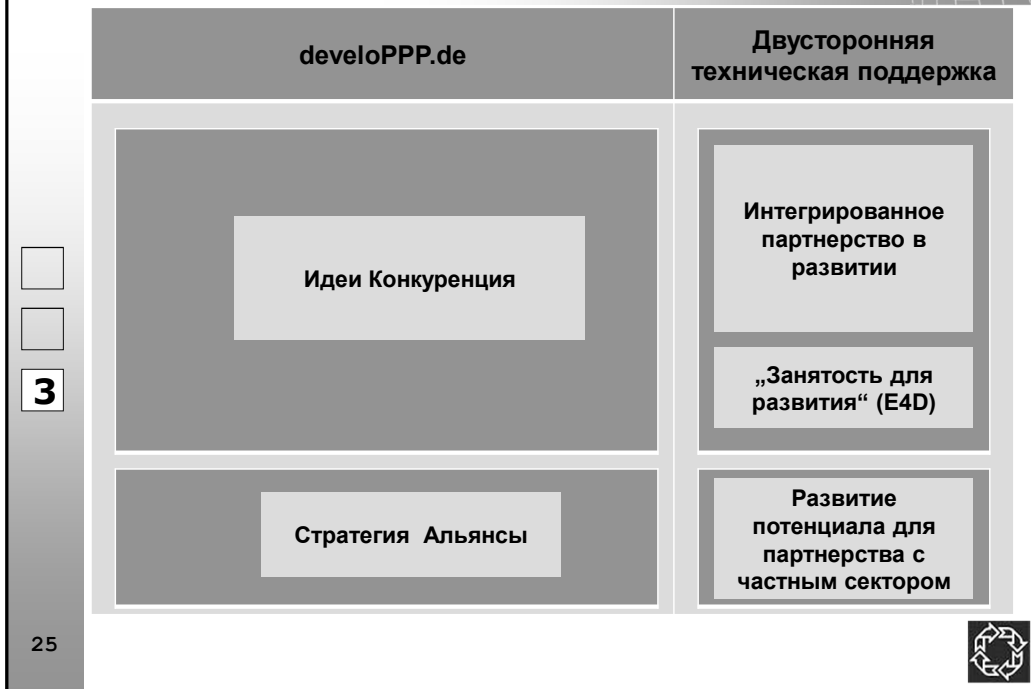 develoPPP.de
Двусторонняя
техническая поддержка
Идеи Конкуренция
Интегрированное
партнерство в
развитии
„Занятость для
развития“ (E4D)
3
Стратегия Альянсы
Развитие
потенциала для
партнерства с
частным сектором
25